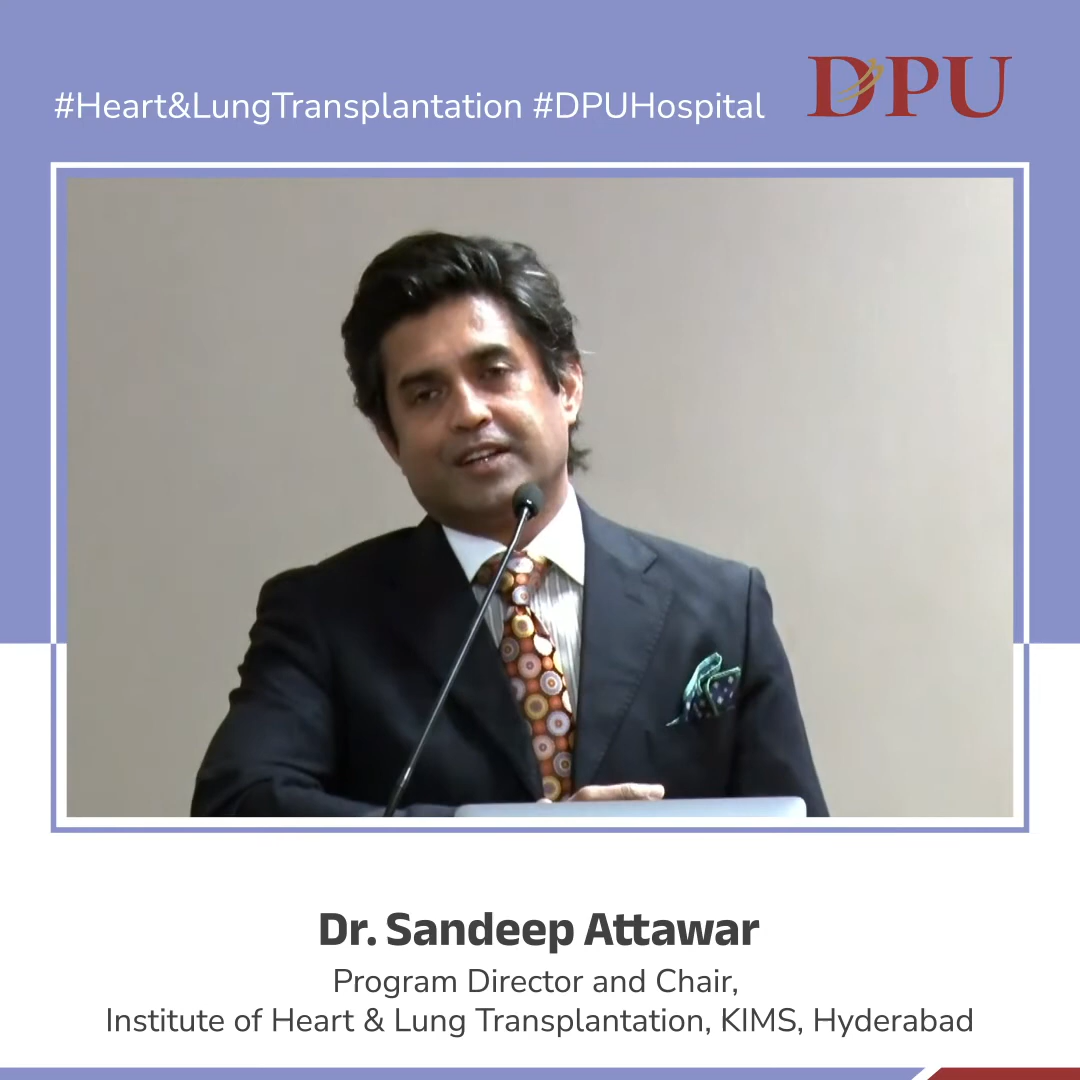 #Heart&LungTransplantation #DPUHospital
DPU
Dr. Sandeep Attawar
Program Director and Chair,
Institute of Heart & Lung Transplantation, KIMS, Hyderabad